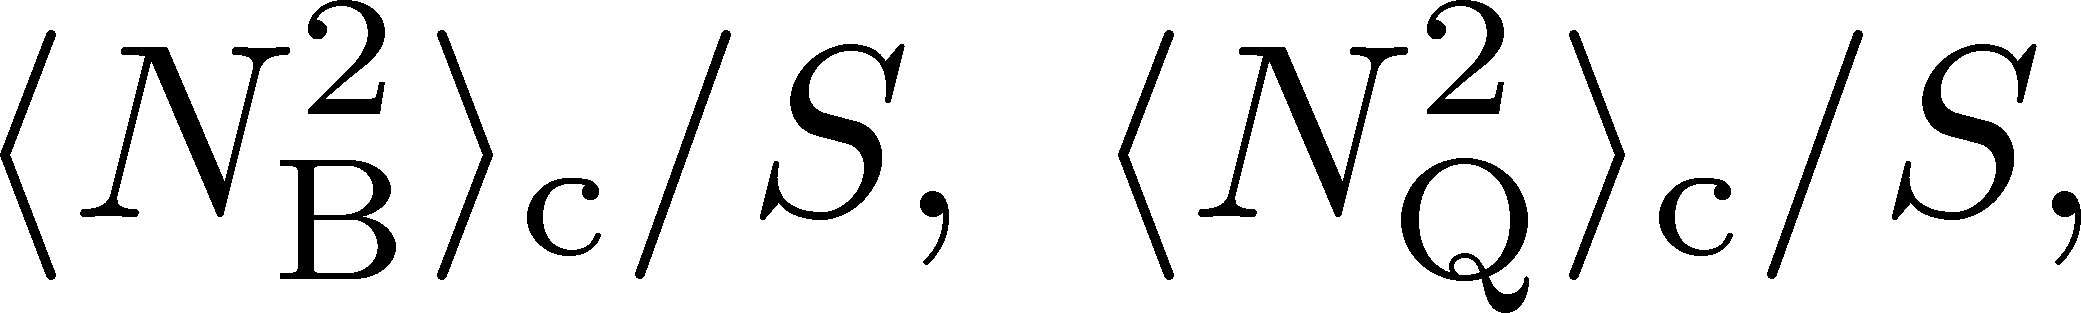 ⟨N_B^2⟩_c/S, ⟨N_Q^2⟩_c/S,